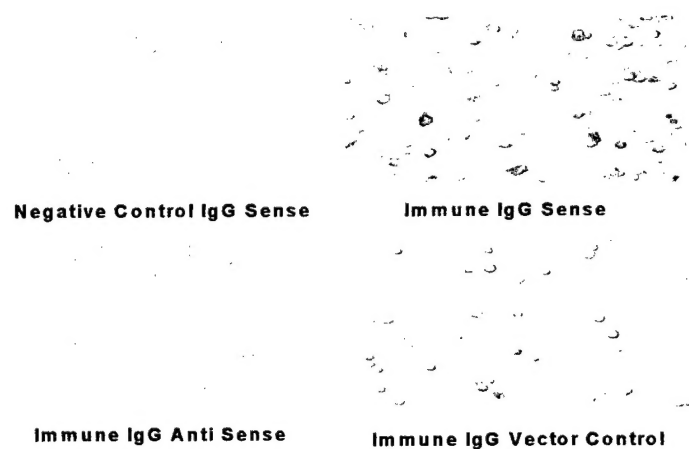 Negative Control IgG Sense
Immune IgG Sense
Immune IgG Anti Sense
Immune IgG Vector Control